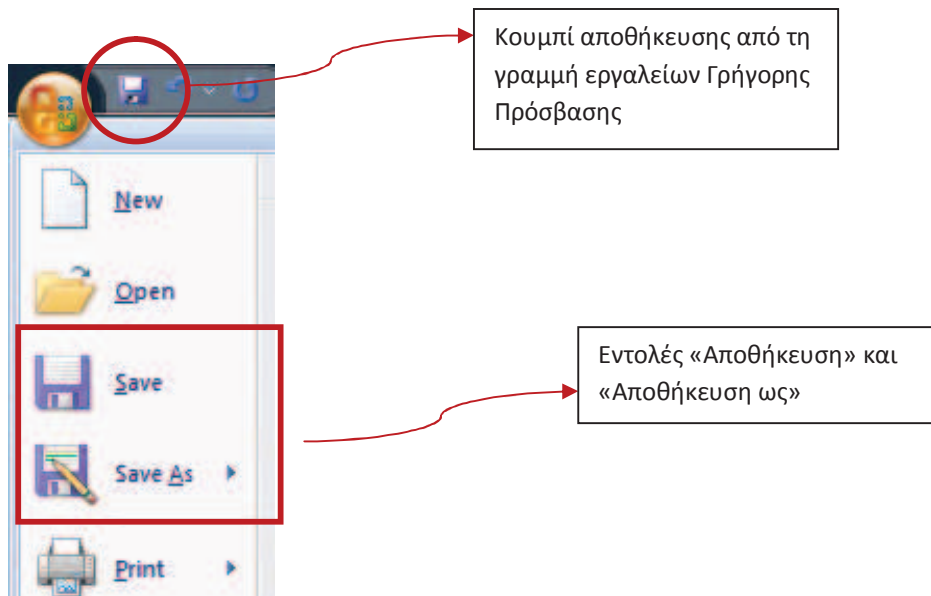 Κουμπί αποθήκευσης από τη
γραμμή εργαλείων Γρήγορης
Πρόσβασης
New
Open
Save
Save As
Print
Εντολές «Αποθήκευση» και
«Αποθήκευση ως»